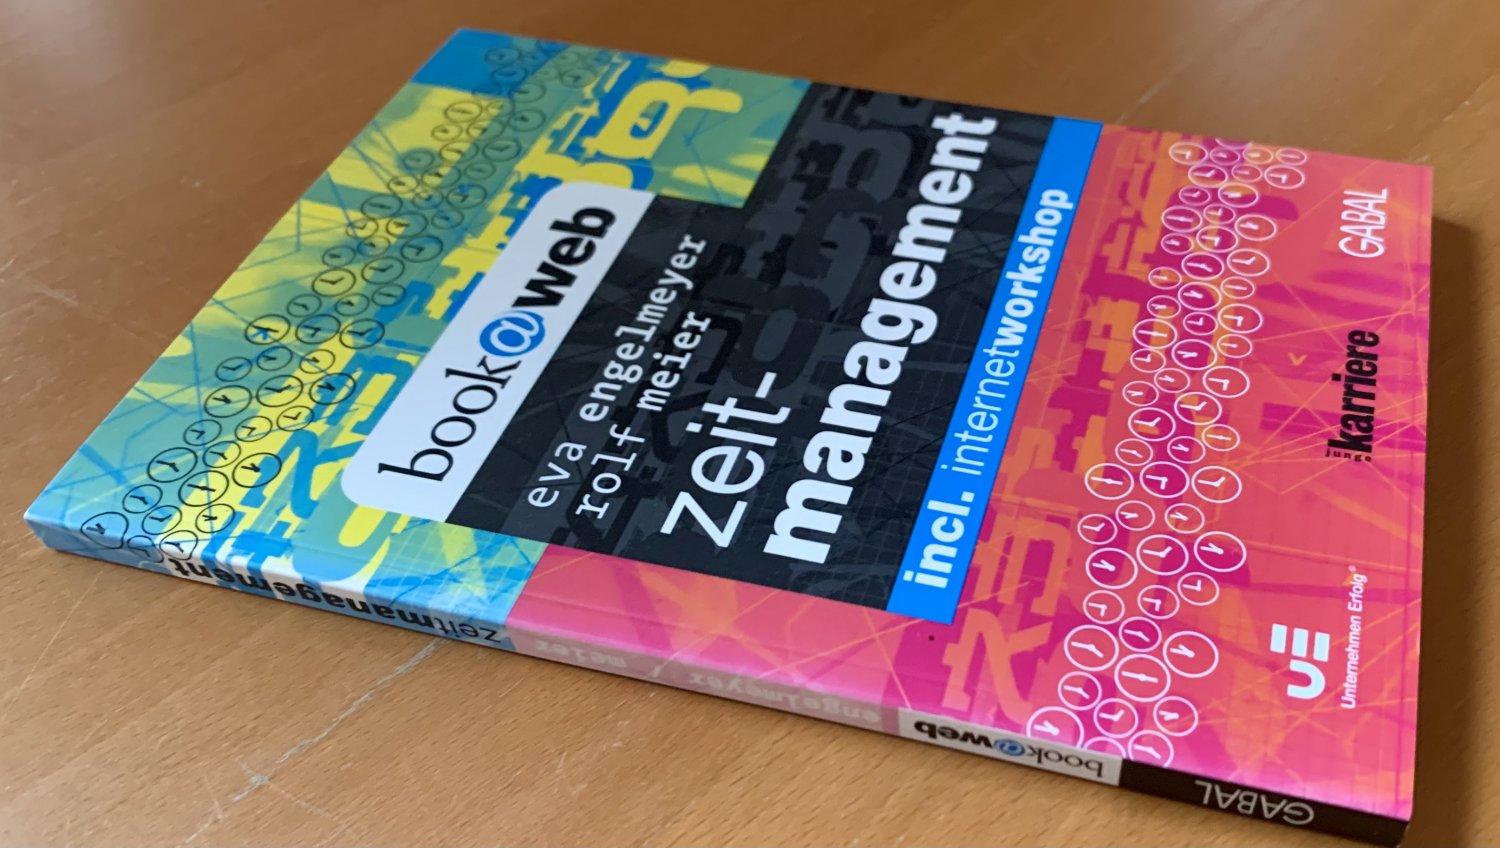 book@web
eva engelmeyer
rolf meier
zeit-
management
incl. internetworkshop
junge
karriere
GABAL
Unternehmen Erfolg®
zeitmanagement
engelmeyer / meier
book@web
GABAL